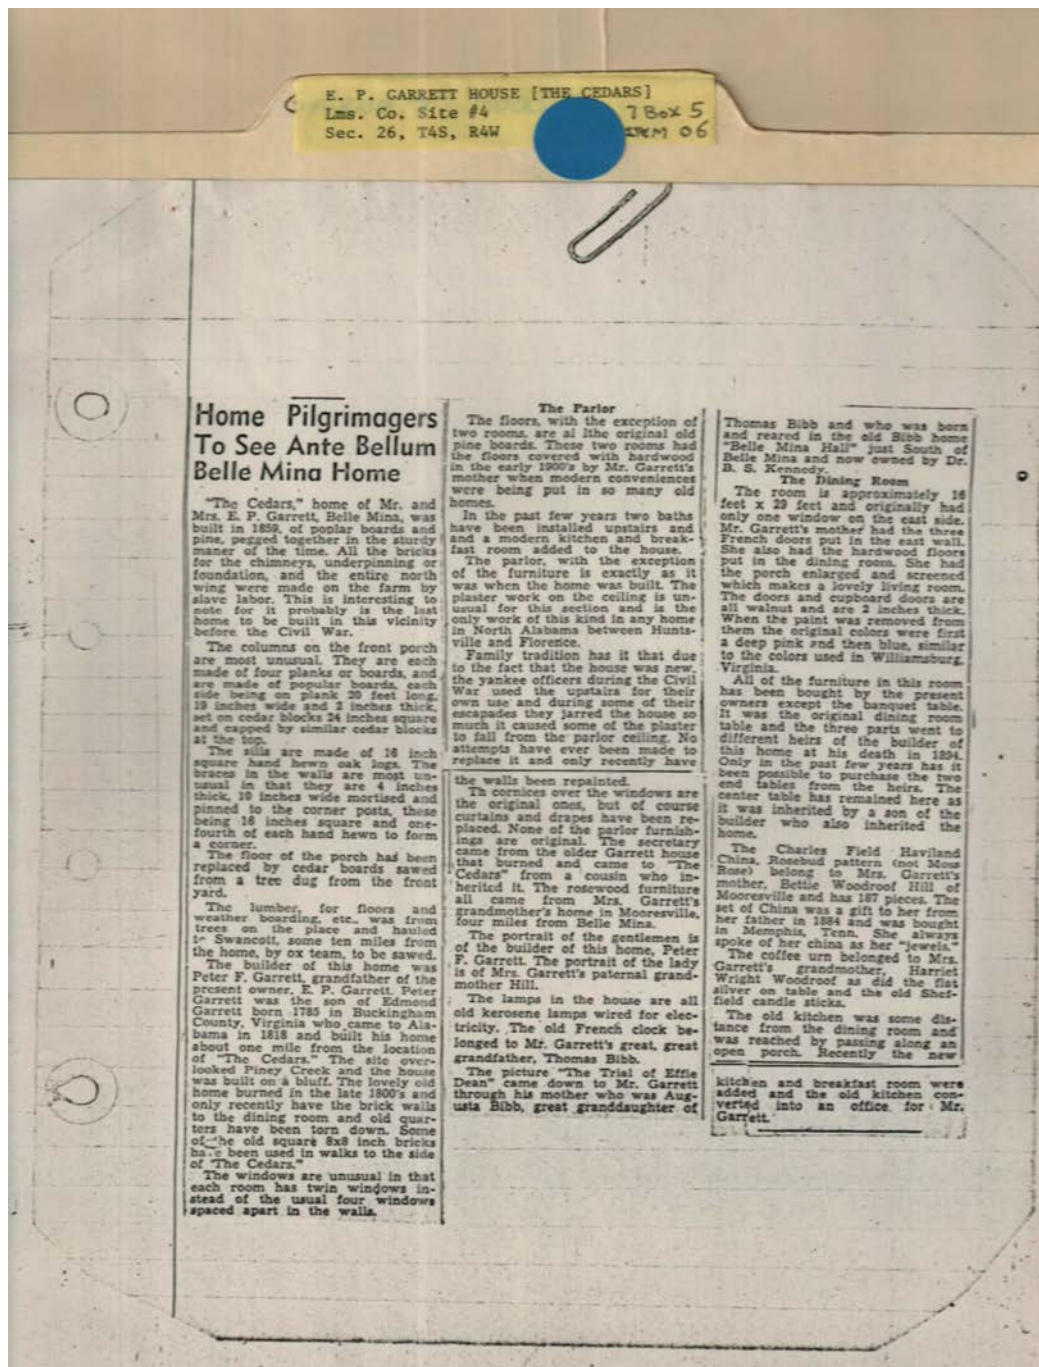 E. P. GARRETT HOUSE [THE CEDARS]
Lms. Co. Site #4
7 Box 5
Sec. 26, T4S, R4W
06
Home Pilgrimagers
To See Ante Bellum
Belle Mina Home
"The Cedars," home of Mr. and
Mrs. E. P. Garrett, Belle Mina, was
built in 1859, of poplar boards and
pine, pegged together in the sturdy
maner of the time. All the bricks
for the chimneys, underpinning or
foundation, and the entire north
wing were made on the farm by
slave labor. This is interesting to
note for it probably is the last
home to be built in this vicinity
before the Civil War.
The columns on the front porch
are most unusual. They are each
made of four planks or boards, and
are made of popular boards, each
side being on plank 20 feet long,
19 inches wide and 2 inches thick,
set on cedar blocks 24 inches square
and capped by similar cedar blocks
at the top.
The sills are made of 16 inch
square hand hewn oak logs. The
braces in the walls are most un-
usual in that they are 4 inches
thick, 10 inches wide mortised and
pinned to the corner posts, these
being 16 inches square and one-
fourth of each hand hewn to form
a corner.
The floor of the porch has been
replaced by cedar boards sawed
from a tree dug from the front
yard.
The lumber, for floors and
weather boarding, etc., was from
trees on the place and hauled
to Swancott, some ten miles from
the home, by ox team, to be sawed.
The builder of this home was
Peter F. Garrett, grandfather of the
present owner, E. P. Garrett. Peter
Garrett was the son of Edmond
Garrett born 1785 in Buckingham
County, Virginia who came to Ala-
bama in 1818 and built his home
about one mile from the location
of "The Cedars." The site over-
looked Piney Creek and the house
was built on a bluff. The lovely old
home burned in the late 1800's and
only recently have the brick walls
to the dining room and old quar-
ters have been torn down. Some
of the old square 8x8 inch bricks
have been used in walks to the side
of "The Cedars."
The windows are unusual in that
each room has twin windows in-
stead of the usual four windows
spaced apart in the walls.
The Parlor
The floors, with the exception of
two rooms, are al lthe original old
pine boards. These two rooms had
the floors covered with hardwood
in the early 1900's by Mr. Garrett's
mother when modern conveniences
were being put in so many old
homes.
In the past few years two baths
have been installed upstairs and
and a modern kitchen and break-
fast room added to the house.
The parlor, with the exception
of the furniture is exactly as it
was when the home was built. The
plaster work on the ceiling is un-
usual for this section and is the
only work of this kind in any home
in North Alabama between Hunts-
ville and Florence.
Family tradition has it that due
to the fact that the house was new,
the yankee officers during the Civil
War used the upstairs for their
own use and during some of their
escapades they jarred the house so
much it caused some of the plaster
to fall from the parlor ceiling. No
attempts have ever been made to
replace it and only recently have
the walls been repainted.
Th cornices over the windows are
the original ones, but of course
curtains and drapes have been re-
placed. None of the parlor furnish-
ings are original. The secretary
came from the older Garrett house
that burned and came to "The
Cedars" from a cousin who in-
herited it. The rosewood furniture
all came from Mrs. Garrett's
grandmother's home in Mooresville,
four miles from Belle Mina.
The portrait of the gentlemen is
of the builder of this home, Peter
F. Garrett. The portrait of the lady
is of Mrs. Garrett's paternal grand-
mother Hill.
The lamps in the house are all
old kerosene lamps wired for elec-
tricity. The old French clock be-
longed to Mr. Garrett's great, great
grandfather, Thomas Bibb.
The picture "The Trial of Effie
Dean" came down to Mr. Garrett
through his mother who was Aug-
usta Bibb, great granddaughter of
Thomas Bibb and who was born
and reared in the old Bibb home
"Belle Mina Hall" just South of
Belle Mina and now owned by Dr.
B. S. Kennedy.
The Dining Room
The room is approximately 16
feet x 29 feet and originally had
only one window on the east side.
Mr. Garrett's mother had the three
French doors put in the east wall.
She also had the hardwood floors
put in the dining room. She had
the porch enlarged and screened
which makes a lovely living room.
The doors and cupboard doors are
all walnut and are 2 inches thick.
When the paint was removed from
them the original colors were first
a deep pink and then blue, similar
to the colors used in Williamsburg,
Virginia.
All of the furniture in this room
has been bought by the present
owners except the banquet table.
It was the original dining room
table and the three parts went to
different heirs of the builder of
this home at his death in 1894.
Only in the past few years has it
been possible to purchase the two
end tables from the heirs. The
center table has remained here as
it was inherited by a son of the
builder who also inherited the
home.
The Charles Field Haviland
China, Rosebud pattern (not Moss
Rose) belong to Mrs. Garrett's
mother, Bettie Woodroof Hill of
Mooresville and has 187 pieces. The
set of China was a gift to her from
her father in 1884 and was bought
in Memphis, Tenn. She always
spoke of her china as her "jewels."
The coffee urn belonged to Mrs.
Garrett's grandmother, Harriet
Wright Woodroof as did the flat
silver on table and the old Shef-
field candle sticks.
The old kitchen was some dis-
tance from the dining room and
was reached by passing along an
open porch. Recently the new
kitchen and breakfast room were
added and the old kitchen con-
verted into an office for Mr.
Garrett.